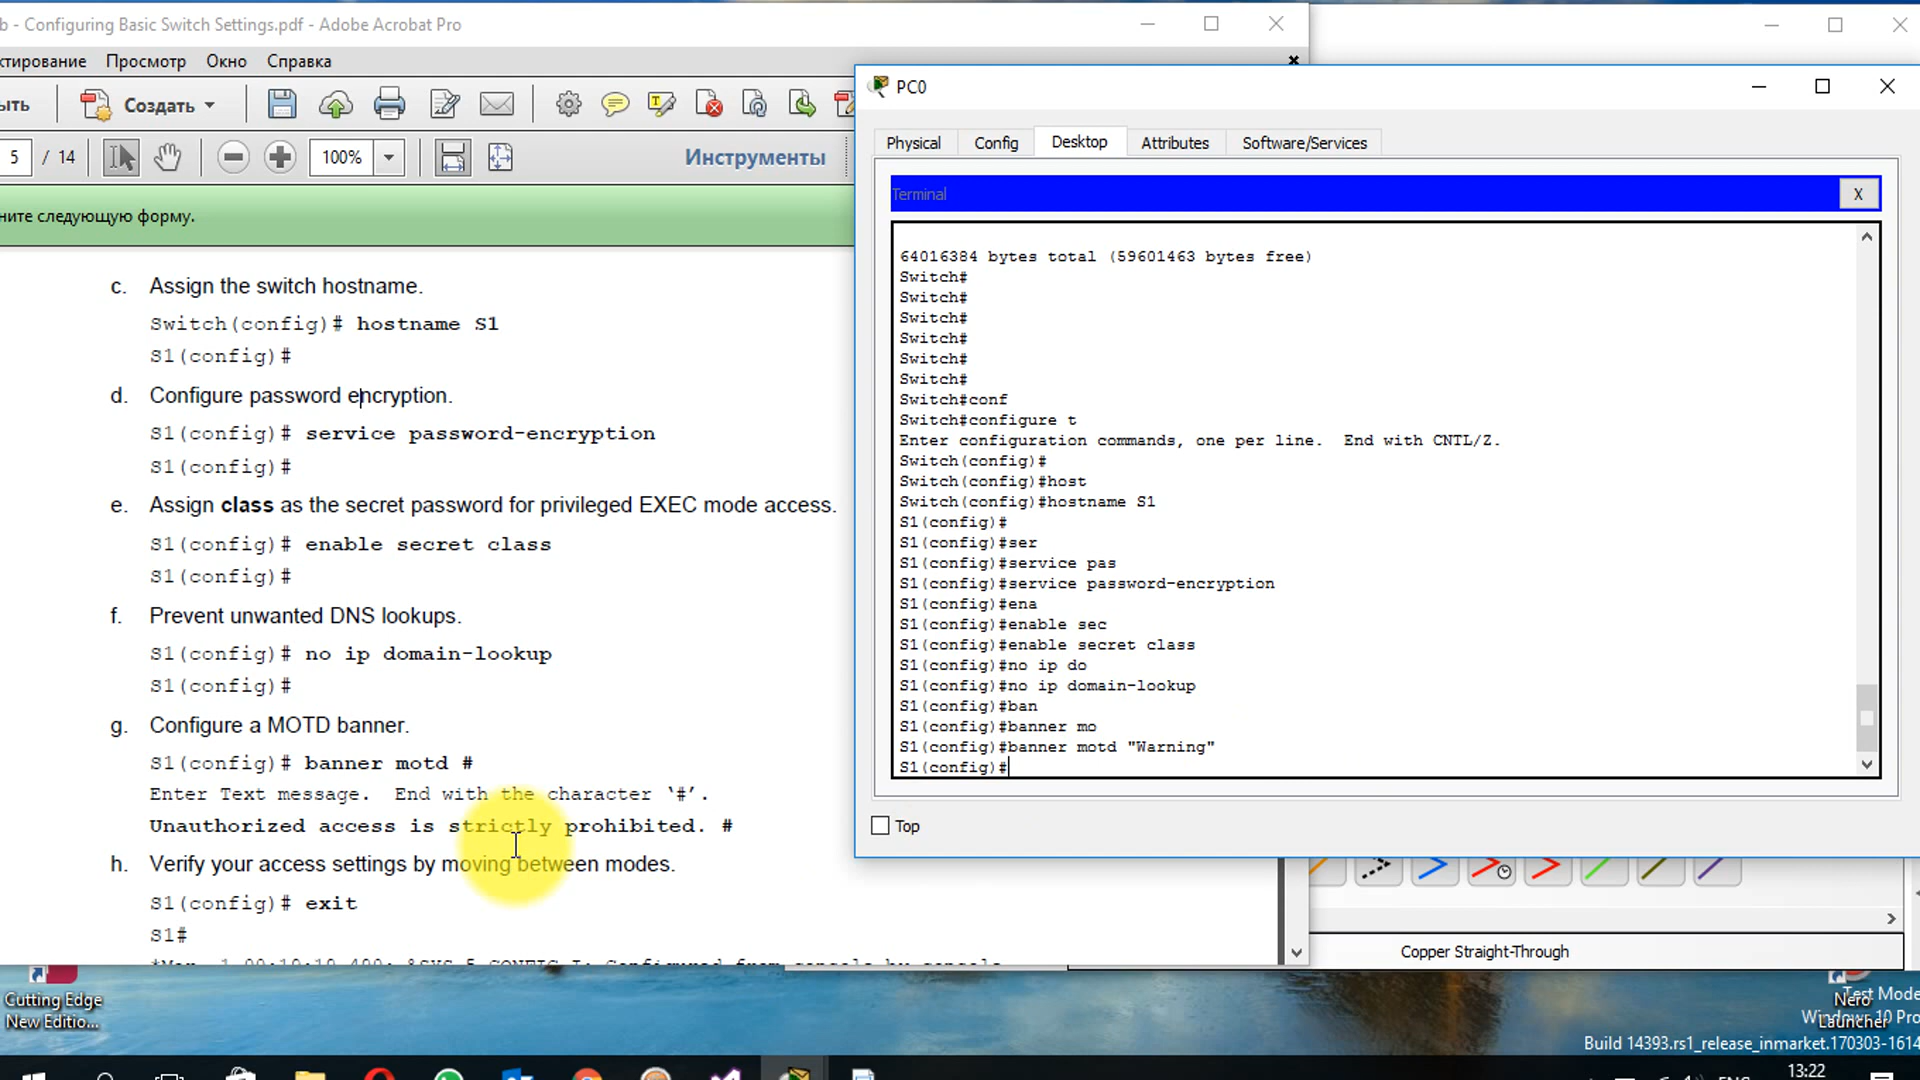 b - Configuring Basic Switch Settings.pdf - Adobe Acrobat Pro
ктирование Просмотр Окно Справка
ыть Создать
5 / 14 100% Инструменты
ните следующую форму.
c. Assign the switch hostname.
Switch(config)# hostname S1
S1(config)#
d. Configure password encryption.
S1(config)# service password-encryption
S1(config)#
e. Assign class as the secret password for privileged EXEC mode access.
S1(config)# enable secret class
S1(config)#
f. Prevent unwanted DNS lookups.
S1(config)# no ip domain-lookup
S1(config)#
g. Configure a MOTD banner.
S1(config)# banner motd #
Enter Text message. End with the character ‘#’.
Unauthorized access is strictly prohibited. #
h. Verify your access settings by moving between modes.
S1(config)# exit
S1#
PC0
Physical Config Desktop Attributes Software/Services
Terminal X
64016384 bytes total (59601463 bytes free)
Switch#
Switch#
Switch#
Switch#
Switch#
Switch#
Switch#conf
Switch#configure t
Enter configuration commands, one per line. End with CNTL/Z.
Switch(config)#
Switch(config)#host
Switch(config)#hostname S1
S1(config)#
S1(config)#ser
S1(config)#service pas
S1(config)#service password-encryption
S1(config)#ena
S1(config)#enable sec
S1(config)#enable secret class
S1(config)#no ip do
S1(config)#no ip domain-lookup
S1(config)#ban
S1(config)#banner mo
S1(config)#banner motd "Warning"
S1(config)#
Top
Copper Straight-Through
Cutting Edge
New Editio...
Nero
Launcher
Test Mode
Windows 10 Pro
Build 14393.rs1_release_inmarket.170303-1614
13:22